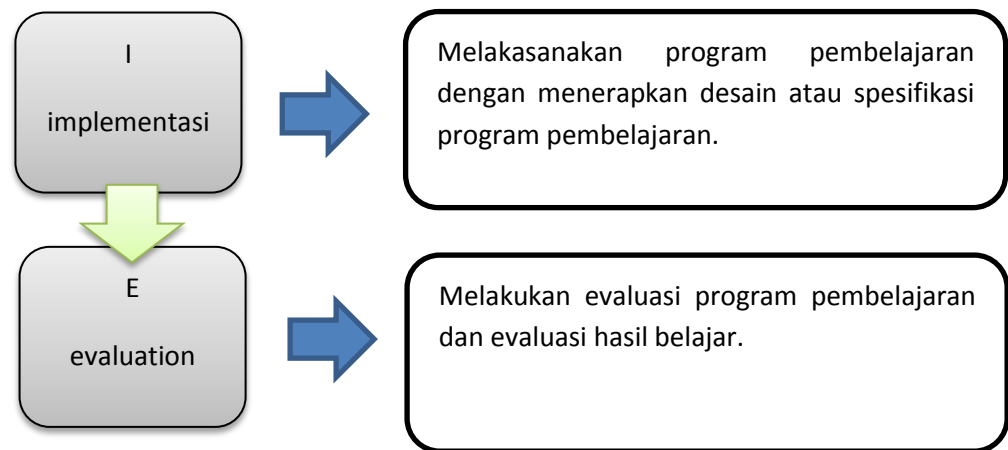 I
implementasi
Melakasanakan program pembelajaran
dengan menerapkan desain atau spesifikasi
program pembelajaran.
E
evaluation
Melakukan evaluasi program pembelajaran
dan evaluasi hasil belajar.